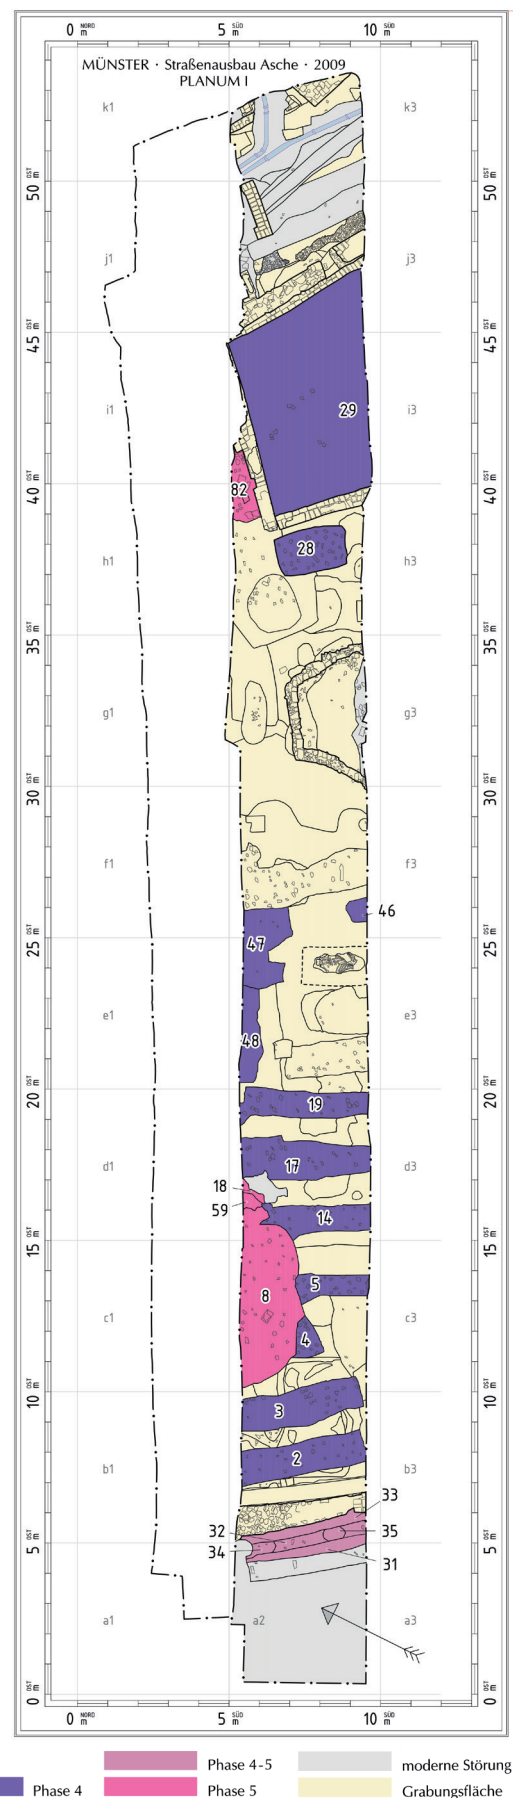 0 NORD m 5 SÜD m 10 SÜD m
MÜNSTER · Straßenausbau Asche · 2009
PLANUM I
k1 k3
50 OST m 50 OST m
j1 j3
45 OST m 45 OST m
i1 29 i3
82
40 OST m 40 OST m
28
h1 h3
35 OST m 35 OST m
g1 g3
30 OST m 30 OST m
f1 f3
46
47
25 OST m 25 OST m
e1 e3
48
20 OST m 20 OST m
19
d1 17 d3
18
59 14
15 OST m 15 OST m
5
8
c1 c3
4
10 OST m 10 OST m
3
2
b1 b3
33
32 35
34
5 OST m 5 OST m
31
a1 a2 a3
0 OST m 0 OST m
0 NORD m 5 SÜD m 10 SÜD m
Phase 4-5 moderne Störung
Phase 4 Phase 5 Grabungsfläche